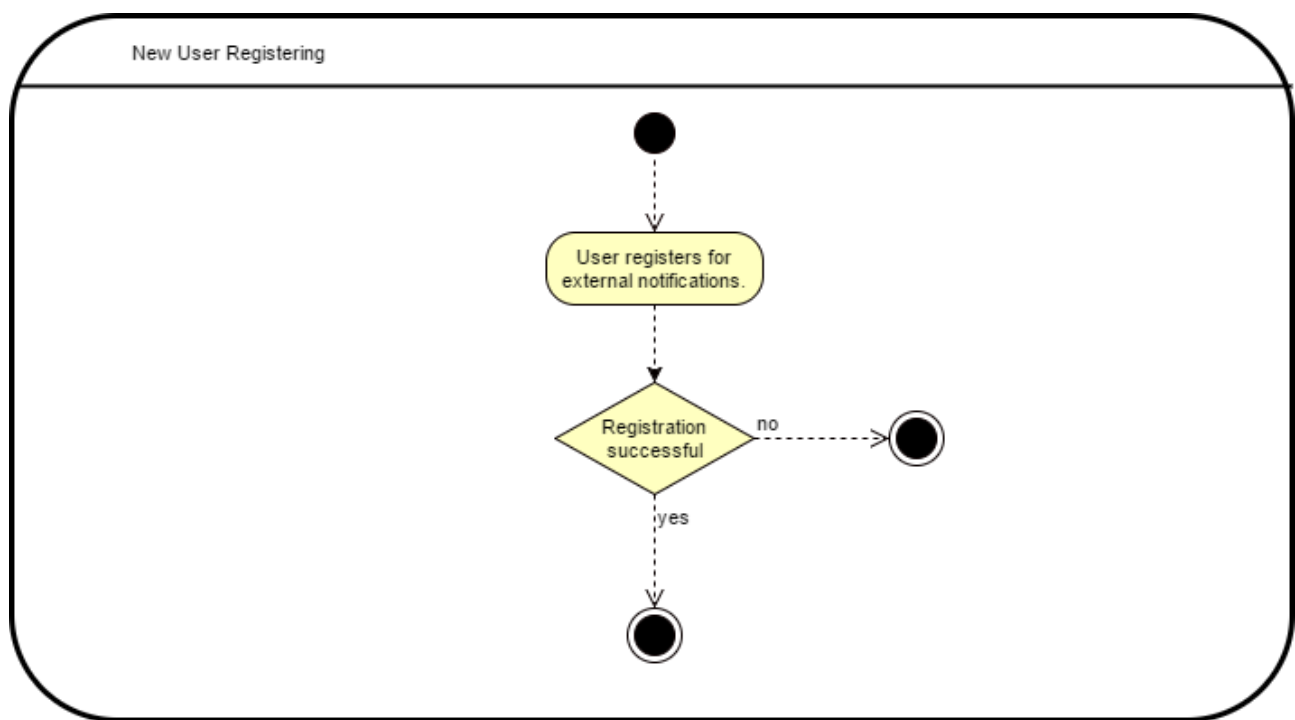 New User Registering
User registers for
external notifications.
Registration
successful
no
yes